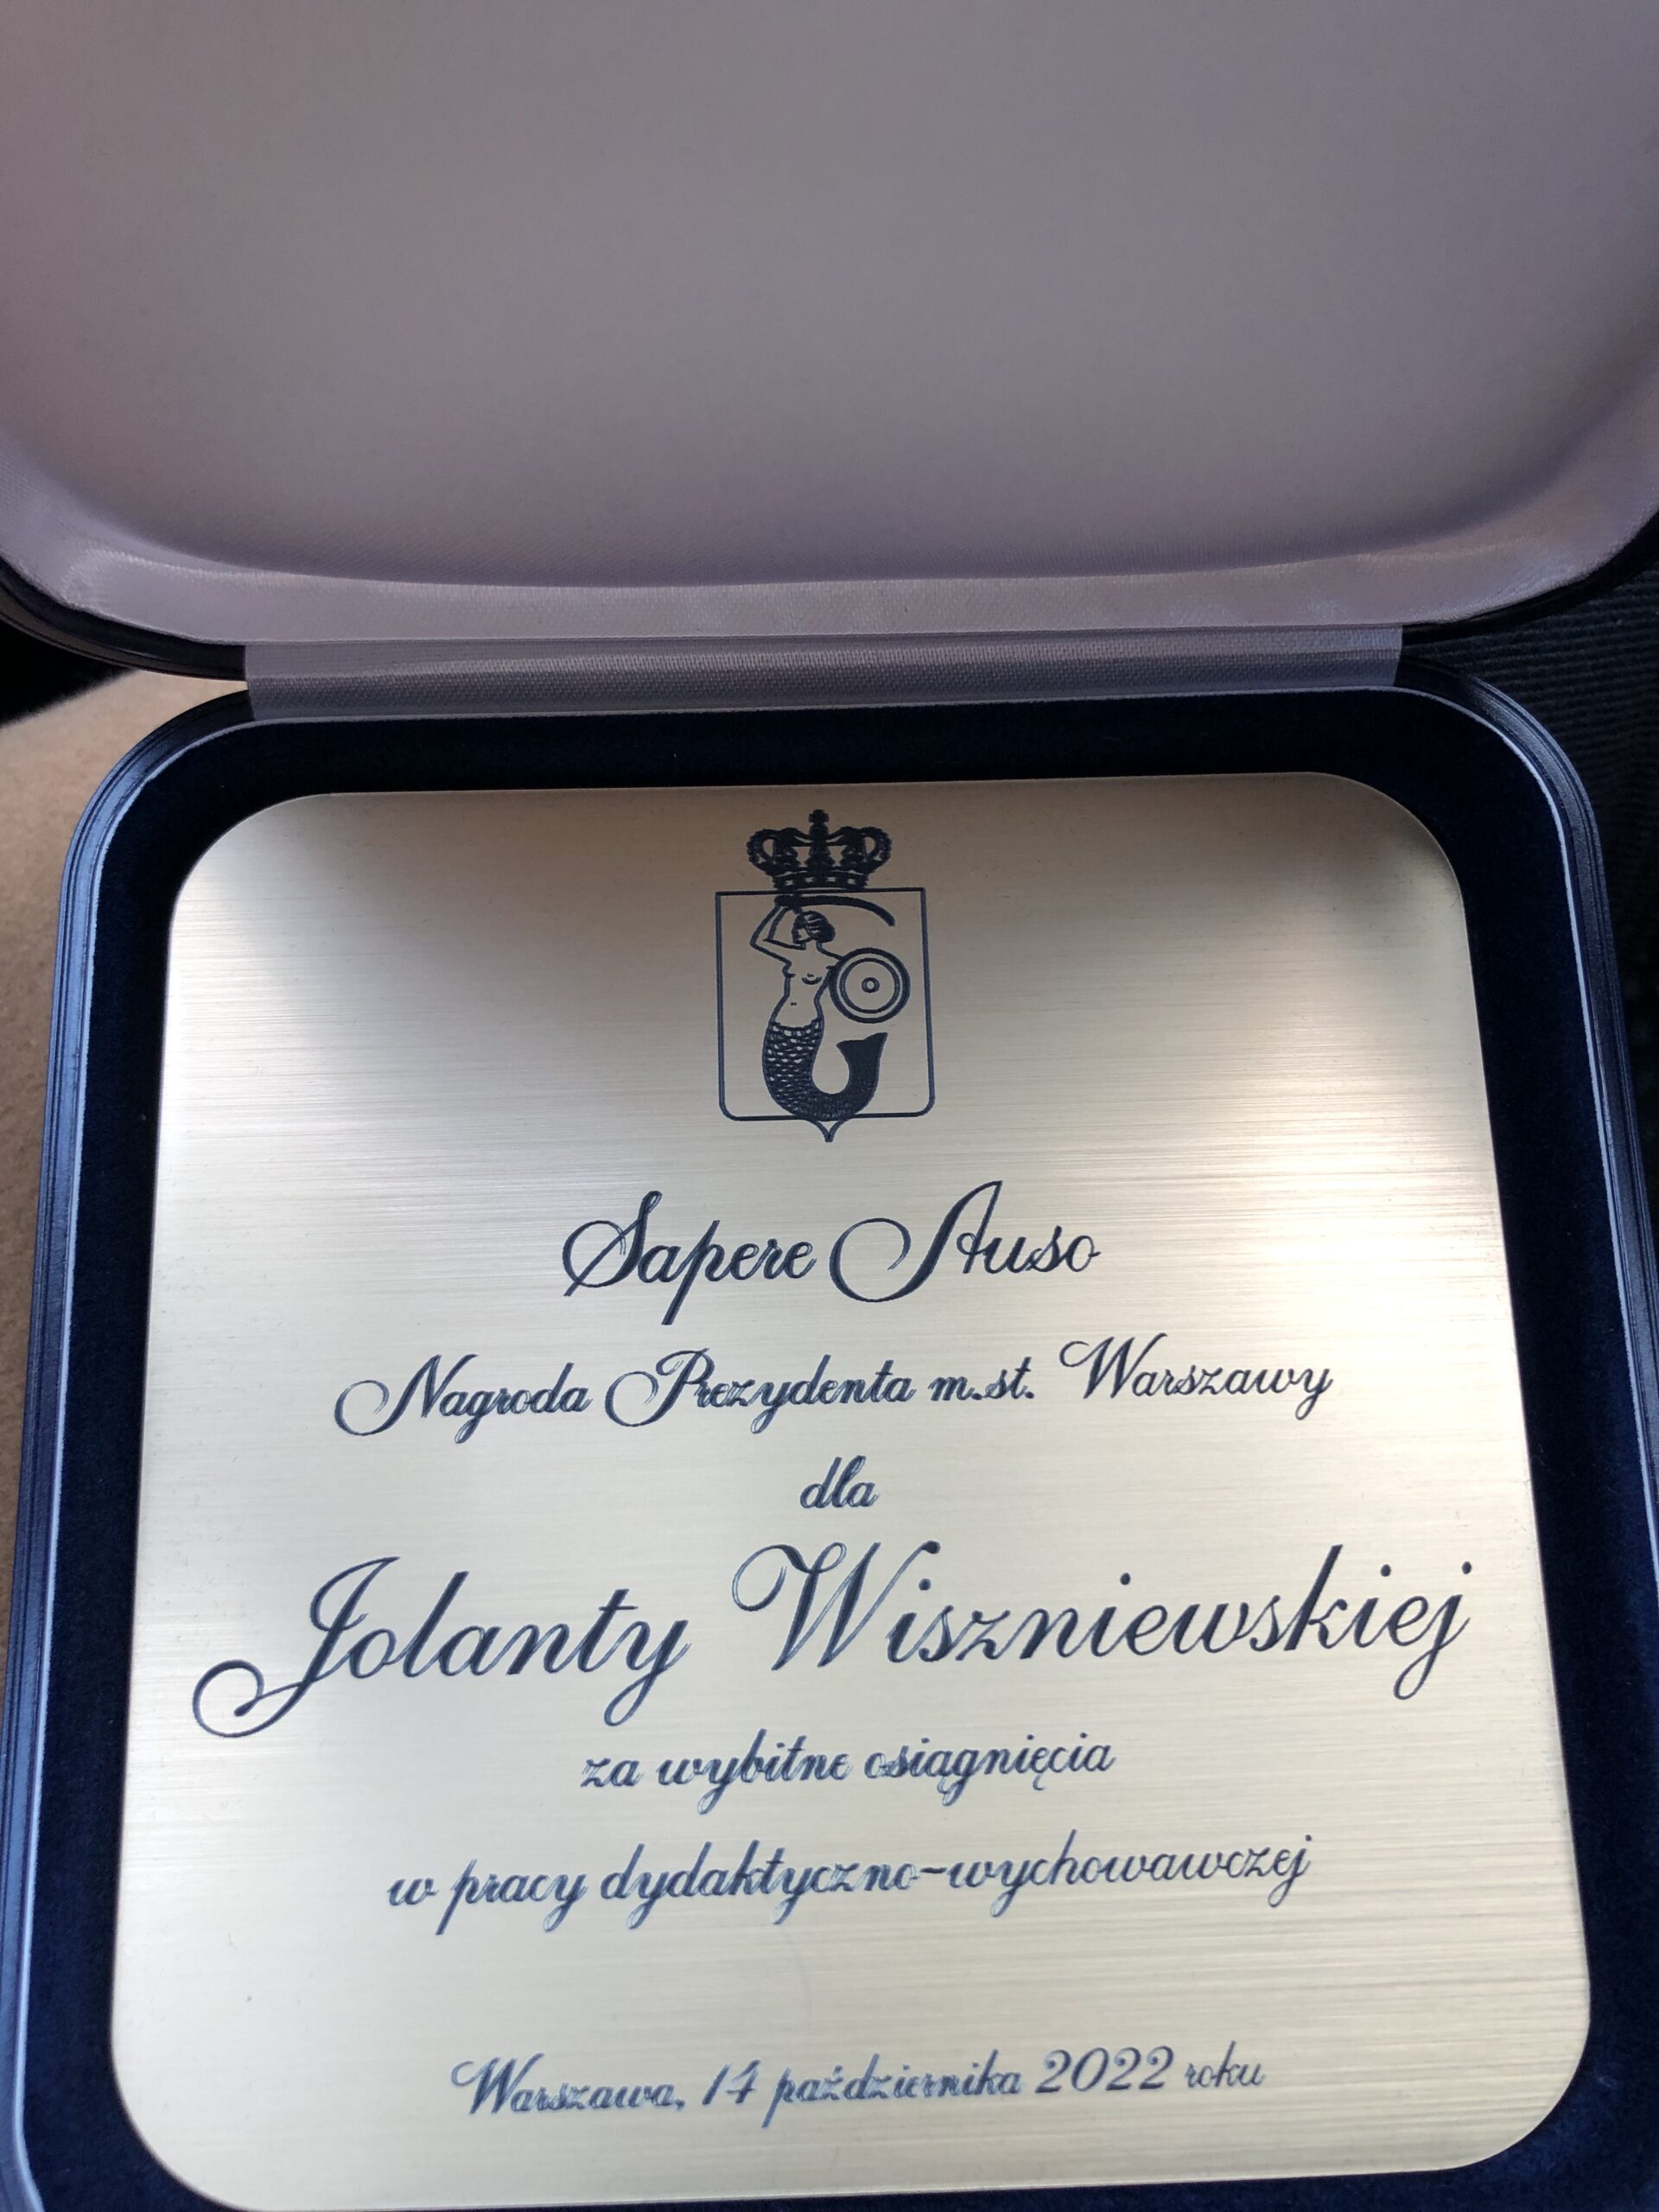 Sapere Auso
Nagroda Prezydenta m.st. Warszawy
dla
Jolanty Wiszniewskiej
za wybitne osiągnięcia
w pracy dydaktyczno-wychowawczej
Warszawa, 14 października 2022 roku